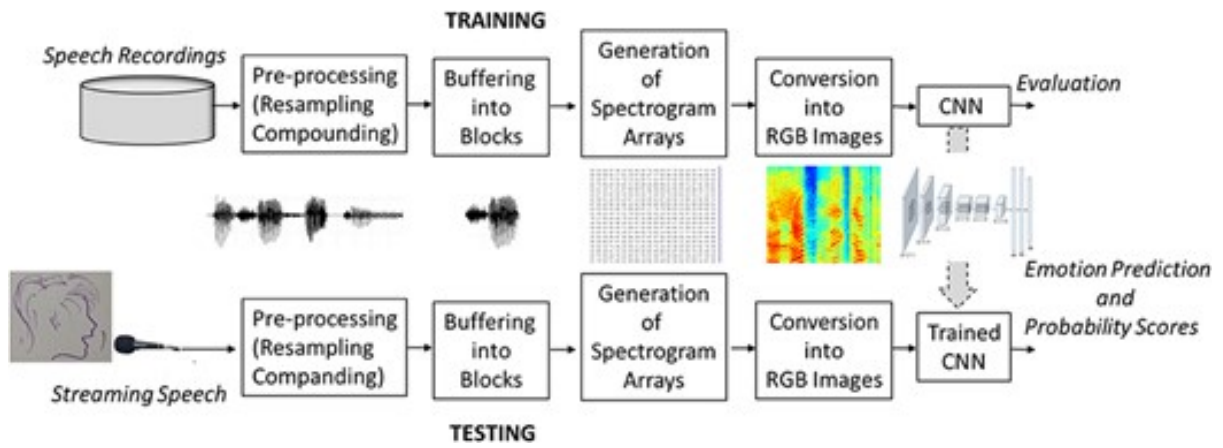 TRAINING
Speech Recordings
Pre-processing
(Resampling
Compounding)
Buffering
into
Blocks
Generation
of
Spectrogram
Arrays
Conversion
into
RGB Images
CNN
Evaluation
Streaming Speech
Pre-processing
(Resampling
Companding)
Buffering
into
Blocks
Generation
of
Spectrogram
Arrays
Conversion
into
RGB Images
Trained
CNN
Emotion Prediction
and
Probability Scores
TESTING